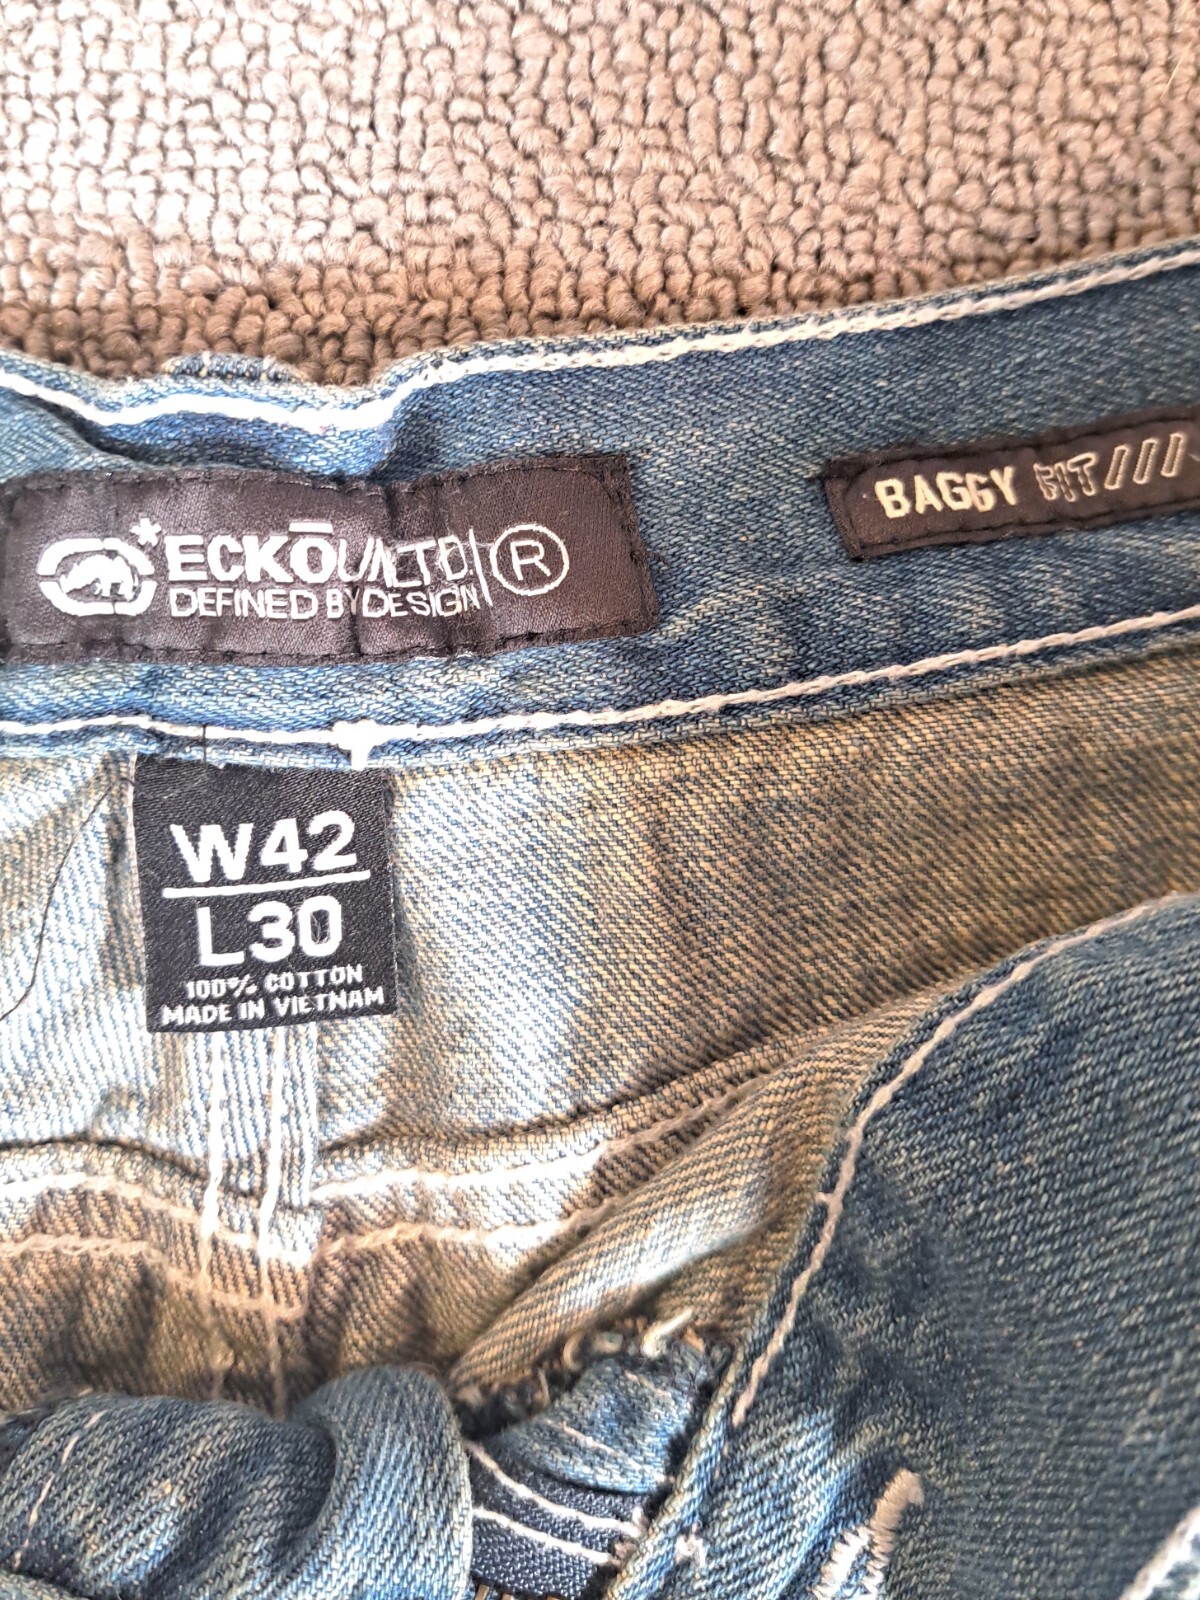 *ECKŌUNLTD.® 
DEFINED BY DESIGN
BAGGY FIT///
W42
L30
100% COTTON
MADE IN VIETNAM